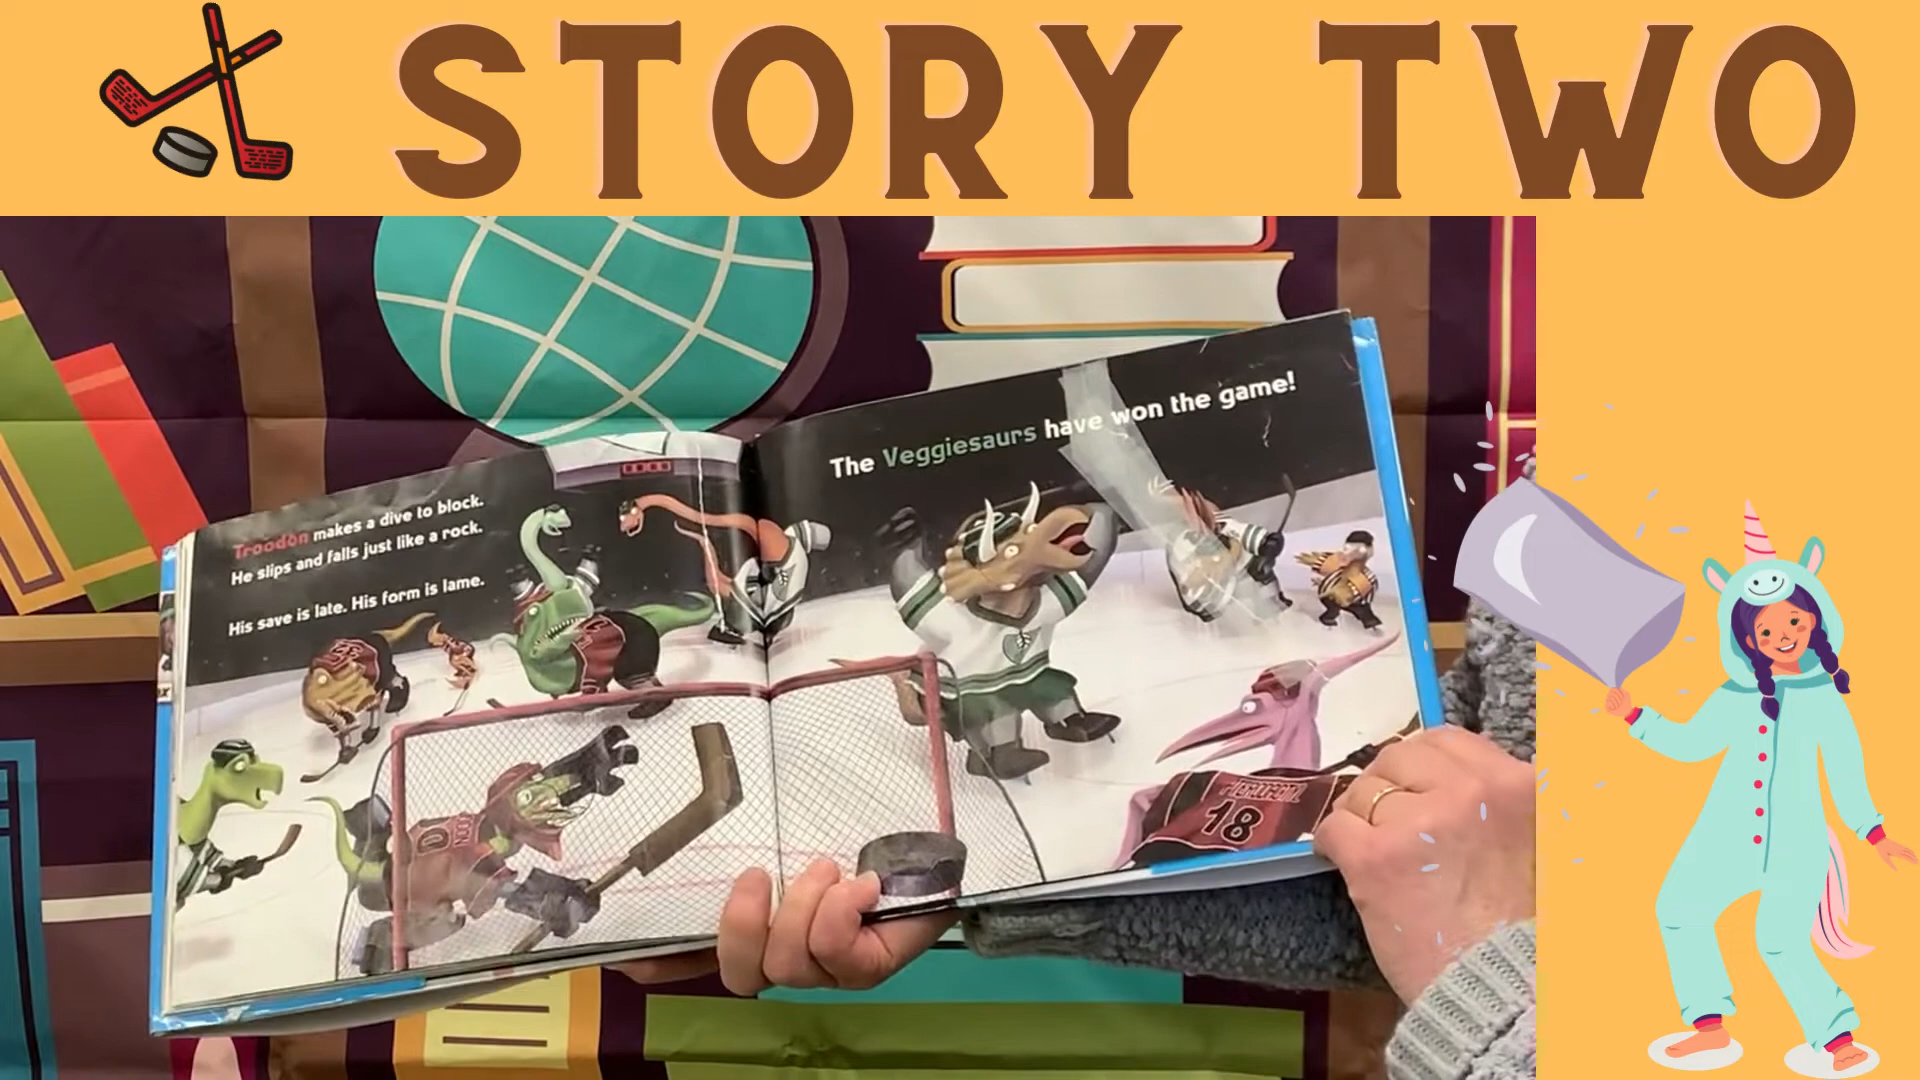 STORY TWO
Troodon makes a dive to block.
He slips and falls just like a rock.
His save is late. His form is lame.
The Veggiesaurs have won the game!
18